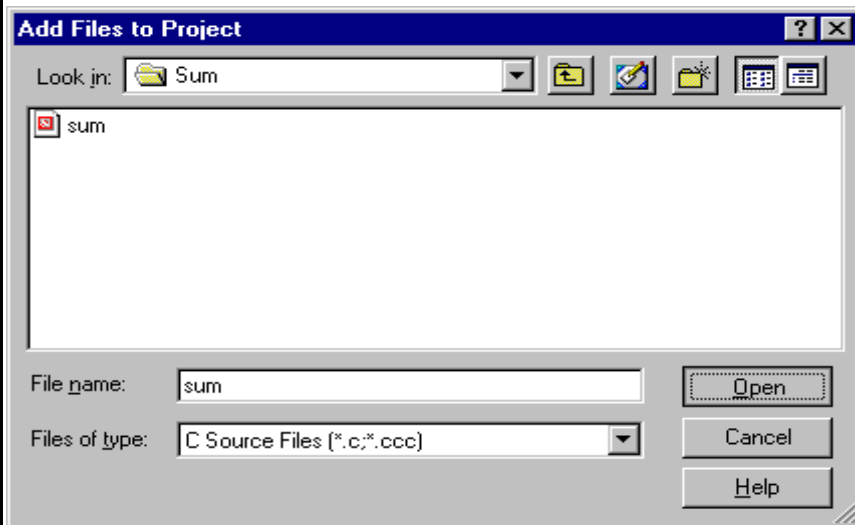 Add Files to Project
Look in: Sum
sum
File name: sum
Open
Files of type: C Source Files (*.c;*.ccc)
Cancel
Help